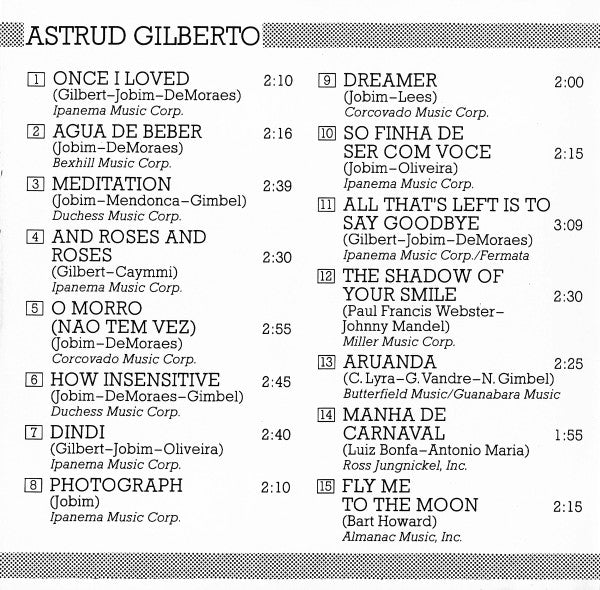 ASTRUD GILBERTO
1 ONCE I LOVED 2:10
(Gilbert–Jobim–DeMoraes)
Ipanema Music Corp.
2 AGUA DE BEBER 2:16
(Jobim–DeMoraes)
Bexhill Music Corp.
3 MEDITATION 2:39
(Jobim–Mendonca–Gimbel)
Duchess Music Corp.
4 AND ROSES AND
ROSES 2:30
(Gilbert–Caymmi)
Ipanema Music Corp.
5 O MORRO
(NAO TEM VEZ) 2:55
(Jobim–DeMoraes)
Corcovado Music Corp.
6 HOW INSENSITIVE 2:45
(Jobim–DeMoraes–Gimbel)
Duchess Music Corp.
7 DINDI 2:40
(Gilbert–Jobim–Oliveira)
Ipanema Music Corp.
8 PHOTOGRAPH 2:10
(Jobim)
Ipanema Music Corp.
9 DREAMER 2:00
(Jobim–Lees)
Corcovado Music Corp.
10 SO FINHA DE
SER COM VOCE 2:15
(Jobim–Oliveira)
Ipanema Music Corp.
11 ALL THAT'S LEFT IS TO
SAY GOODBYE 3:09
(Gilbert–Jobim–DeMoraes)
Ipanema Music Corp./Fermata
12 THE SHADOW OF
YOUR SMILE 2:30
(Paul Francis Webster–
Johnny Mandel)
Miller Music Corp.
13 ARUANDA 2:25
(C. Lyra–G. Vandre–N. Gimbel)
Butterfield Music/Guanabara Music
14 MANHA DE
CARNAVAL 1:55
(Luiz Bonfa–Antonio Maria)
Ross Jungnickel, Inc.
15 FLY ME
TO THE MOON 2:15
(Bart Howard)
Almanac Music, Inc.